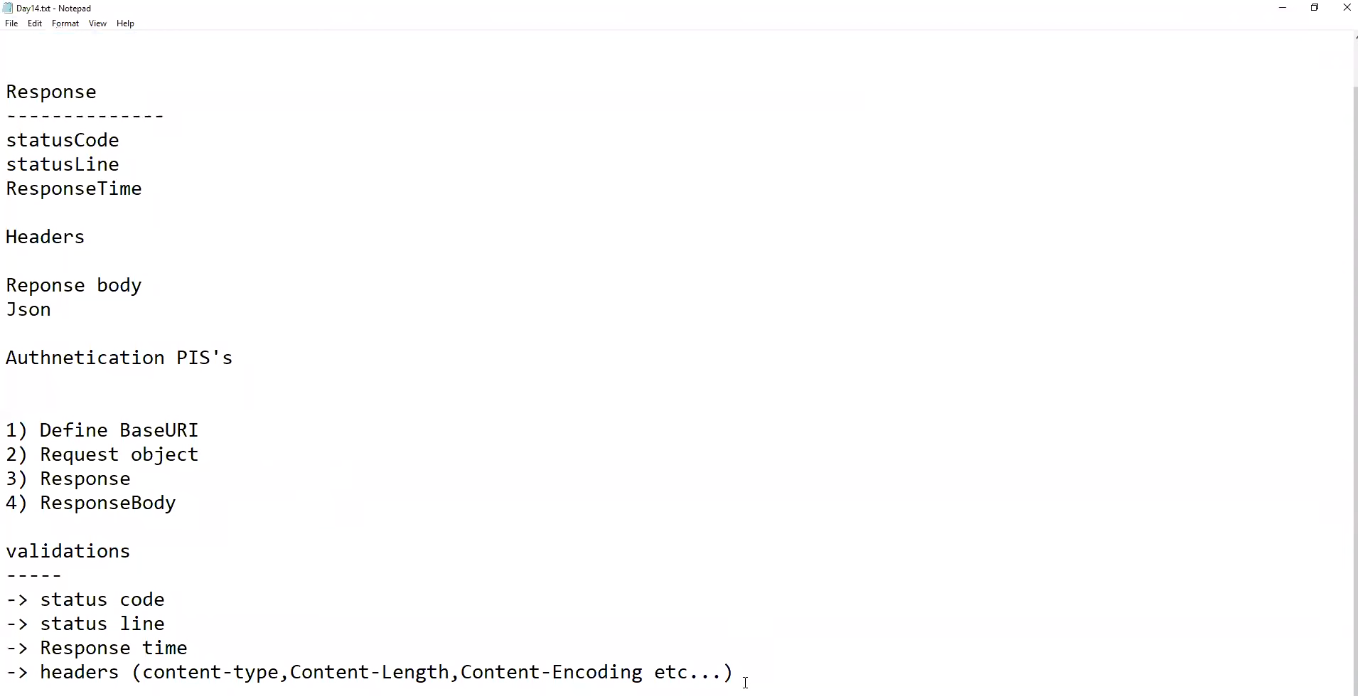 Day14.txt - Notepad
File Edit Format View Help
Response
--------------
statusCode
statusLine
ResponseTime
Headers
Reponse body
Json
Authnetication PIS's
1) Define BaseURI
2) Request object
3) Response
4) ResponseBody
validations
-----
-> status code
-> status line
-> Response time
-> headers (content-type,Content-Length,Content-Encoding etc...)